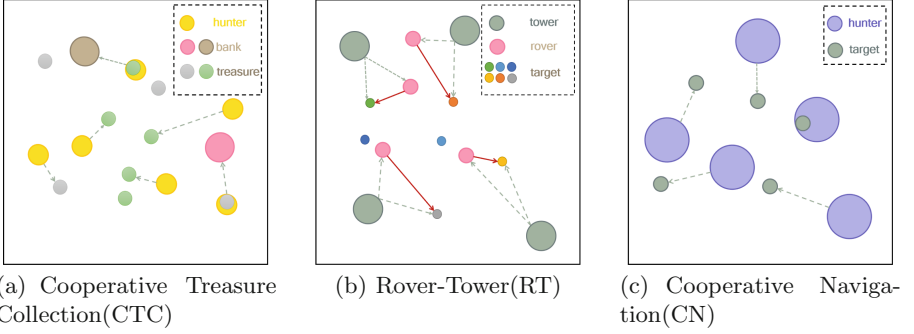 hunter
bank
treasure
tower
rover
target
hunter
target
(a) Cooperative Treasure
Collection(CTC)
(b) Rover-Tower(RT)
(c) Cooperative Naviga-
tion(CN)